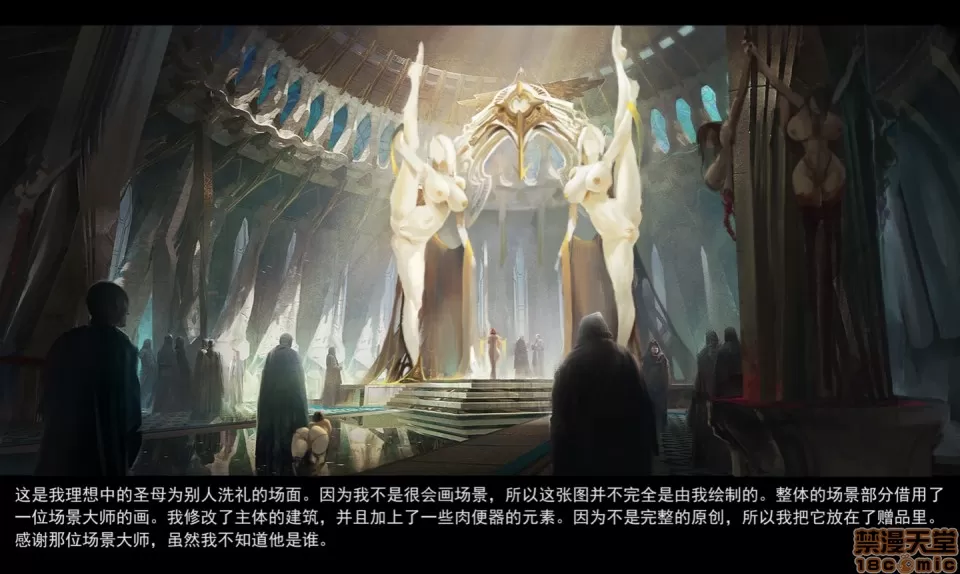 这是我理想中的圣母为别人洗礼的场面。因为我不是很会画场景，所以这张图并不完全是由我绘制的。整体的场景部分借用了
一位场景大师的画。我修改了主体的建筑，并且加上了一些肉便器的元素。因为不是完整的原创，所以我把它放在了赠品里。
感谢那位场景大师，虽然我不知道他是谁。
禁漫天堂
18comic